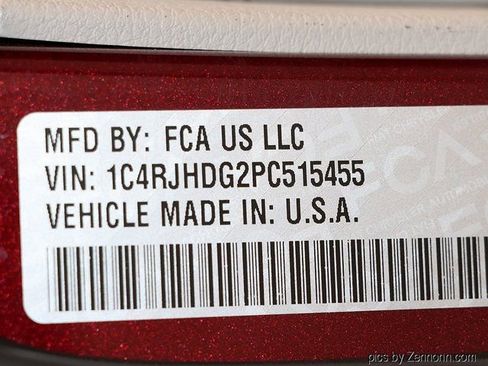 MFD BY: FCA US LLC
VIN: 1C4RJHDG2PC515455
VEHICLE MADE IN: U.S.A.
pics by Zennonn.com